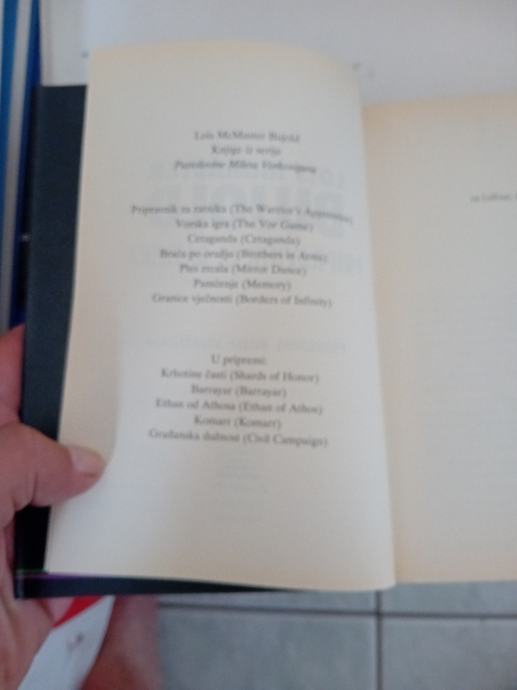 Lois McMaster Bujold
Knjige iz serije
Pustolovine Milesa Vorkosigana
Pripravnik za ratnika (The Warrior's Apprentice)
Vorska igra (The Vor Game)
Cetaganda (Cetaganda)
Braća po oružju (Brothers in Arms)
Ples zrcala (Mirror Dance)
Pamćenje (Memory)
Granice vječnosti (Borders of Infinity)
U pripremi:
Krhotine časti (Shards of Honor)
Barrayar (Barrayar)
Ethan od Athosa (Ethan of Athos)
Komarr (Komarr)
Građanska dužnost (Civil Campaign)